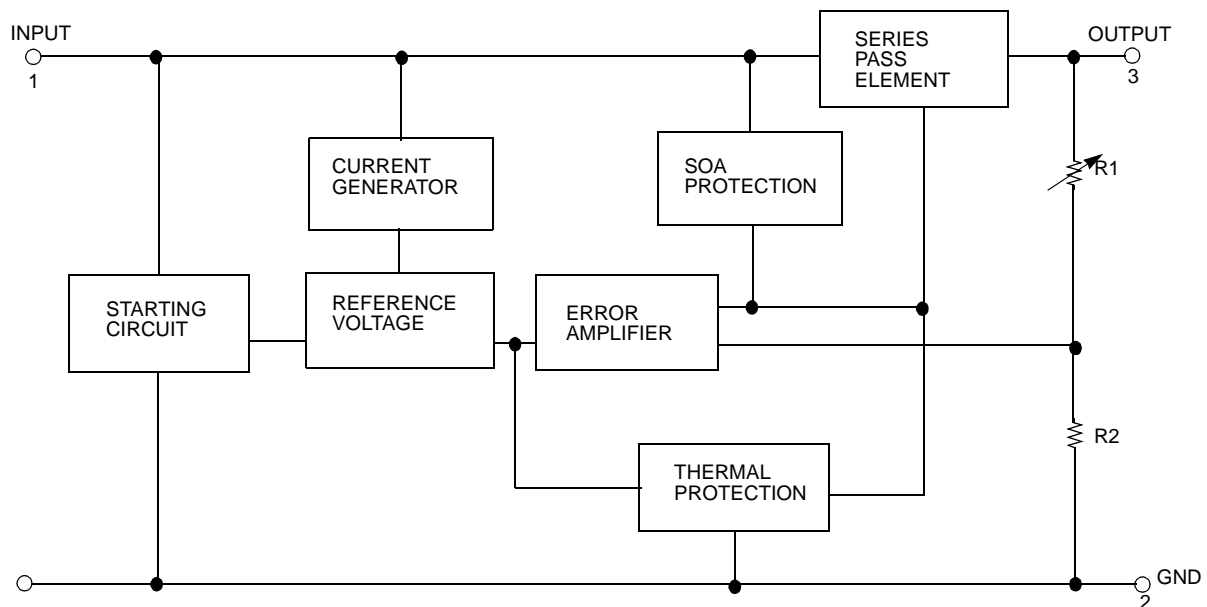 INPUT
1
SERIES
PASS
ELEMENT
OUTPUT
3
CURRENT
GENERATOR
SOA
PROTECTION
R1
STARTING
CIRCUIT
REFERENCE
VOLTAGE
ERROR
AMPLIFIER
R2
THERMAL
PROTECTION
GND
2